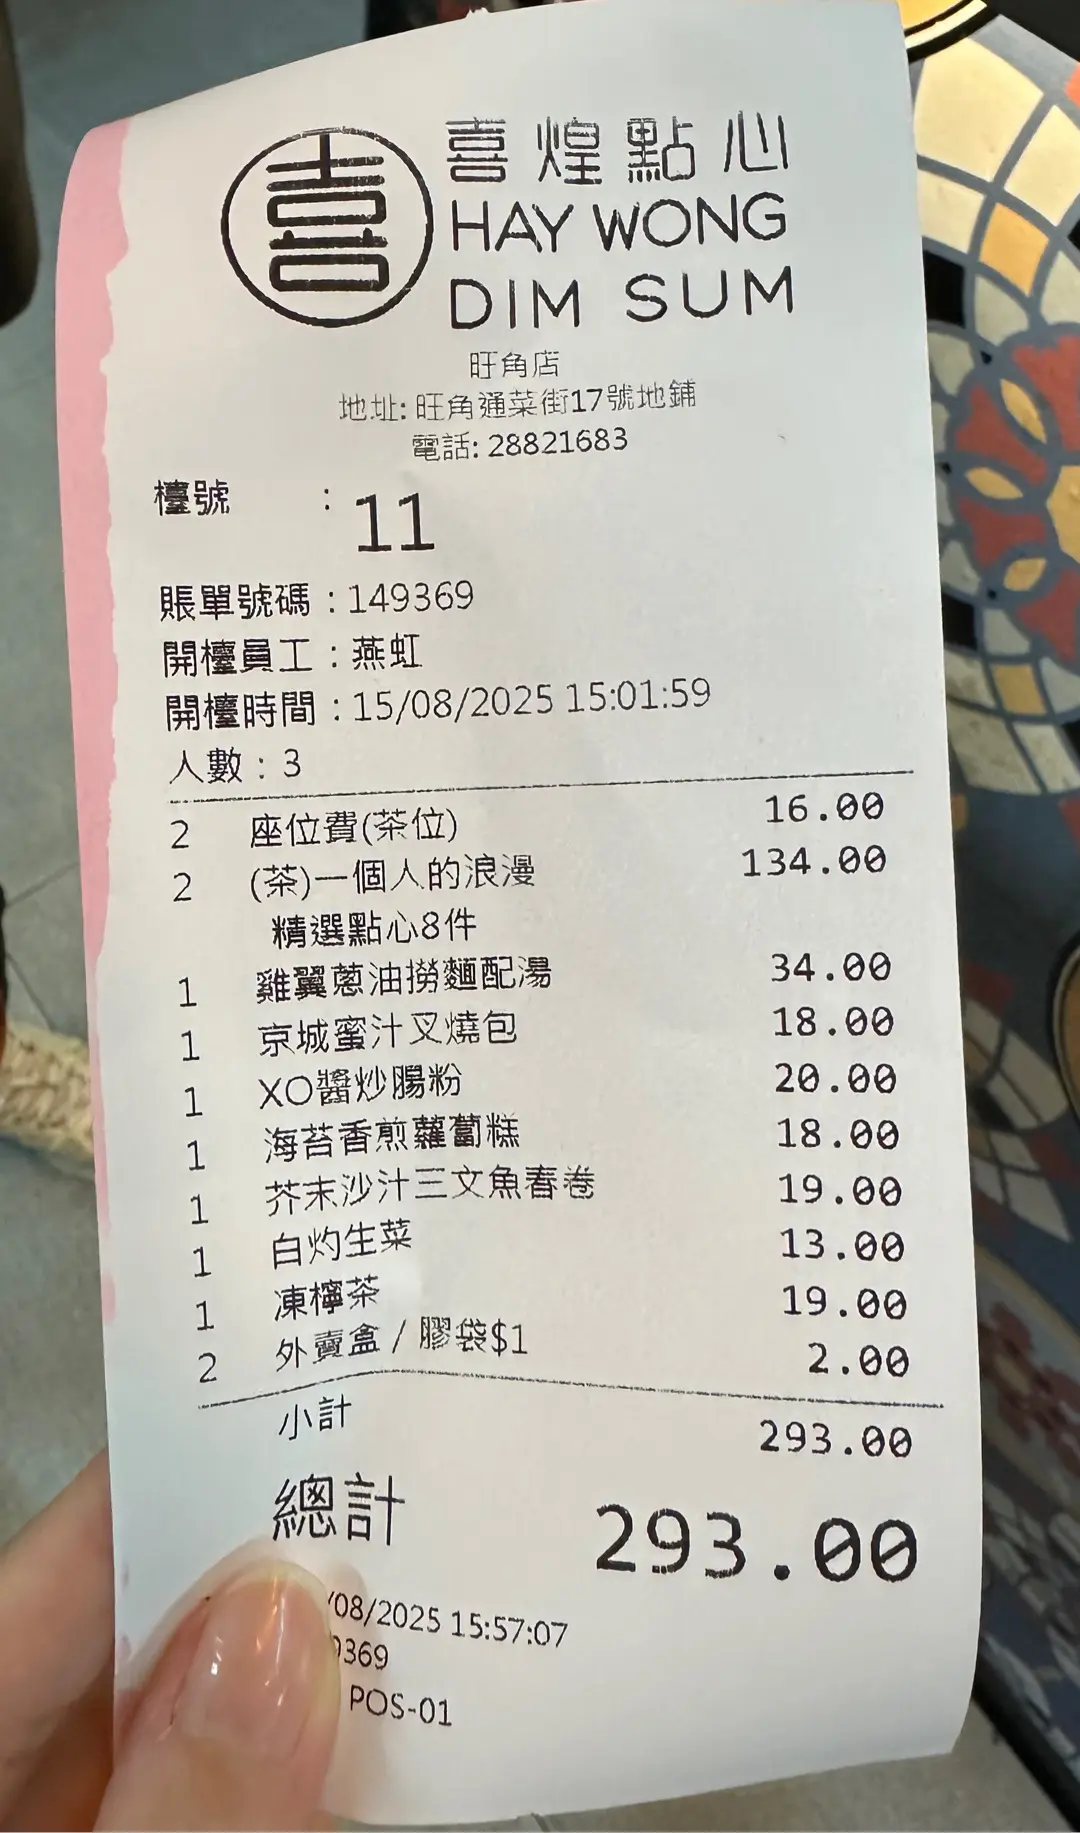 喜
喜煌點心
HAY WONG
DIM SUM
旺角店
地址: 旺角通菜街17號地鋪
電話: 28821683
檯號 : 11
賬單號碼 : 149369
開檯員工 : 燕虹
開檯時間 : 15/08/2025 15:01:59
人數 : 3
2 座位費(茶位) 16.00
2 (茶)一個人的浪漫 134.00
精選點心8件
1 雞翼蔥油撈麵配湯 34.00
1 京城蜜汁叉燒包 18.00
1 XO醬炒腸粉 20.00
1 海苔香煎蘿蔔糕 18.00
1 芥末沙汁三文魚春卷 19.00
1 白灼生菜 13.00
1 凍檸茶 19.00
2 外賣盒 / 膠袋$1 2.00
小計 293.00
總計 293.00
/08/2025 15:57:07
9369
POS-01